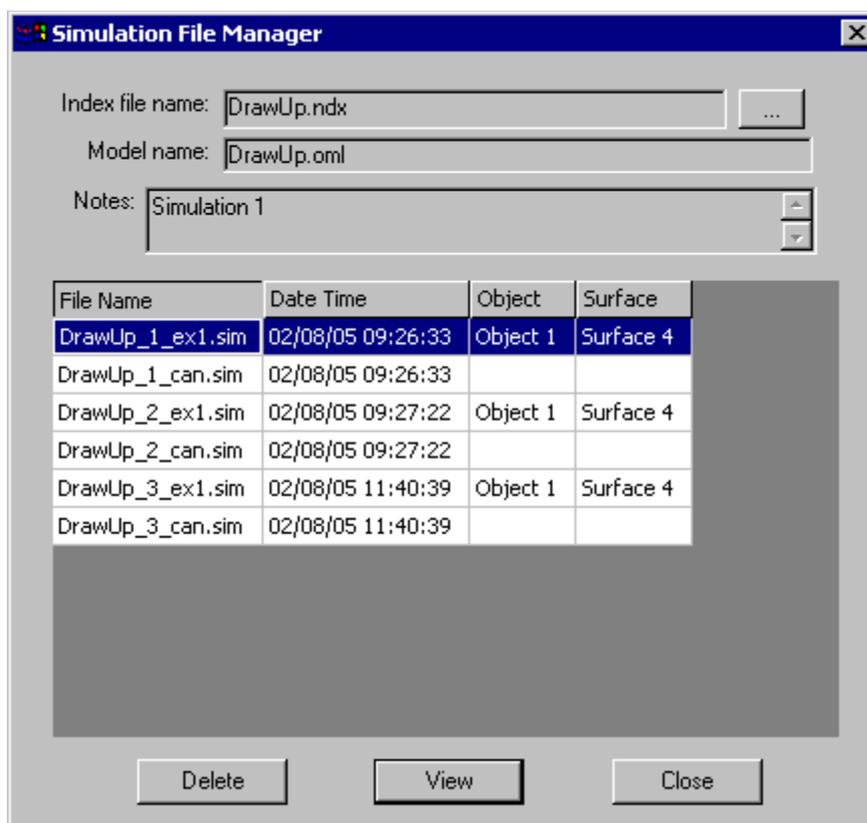 Simulation File Manager
Index file name: DrawUp.ndx ...
Model name: DrawUp.oml
Notes: Simulation 1
File Name Date Time Object Surface
DrawUp_1_ex1.sim 02/08/05 09:26:33 Object 1 Surface 4
DrawUp_1_can.sim 02/08/05 09:26:33
DrawUp_2_ex1.sim 02/08/05 09:27:22 Object 1 Surface 4
DrawUp_2_can.sim 02/08/05 09:27:22
DrawUp_3_ex1.sim 02/08/05 11:40:39 Object 1 Surface 4
DrawUp_3_can.sim 02/08/05 11:40:39
Delete View Close